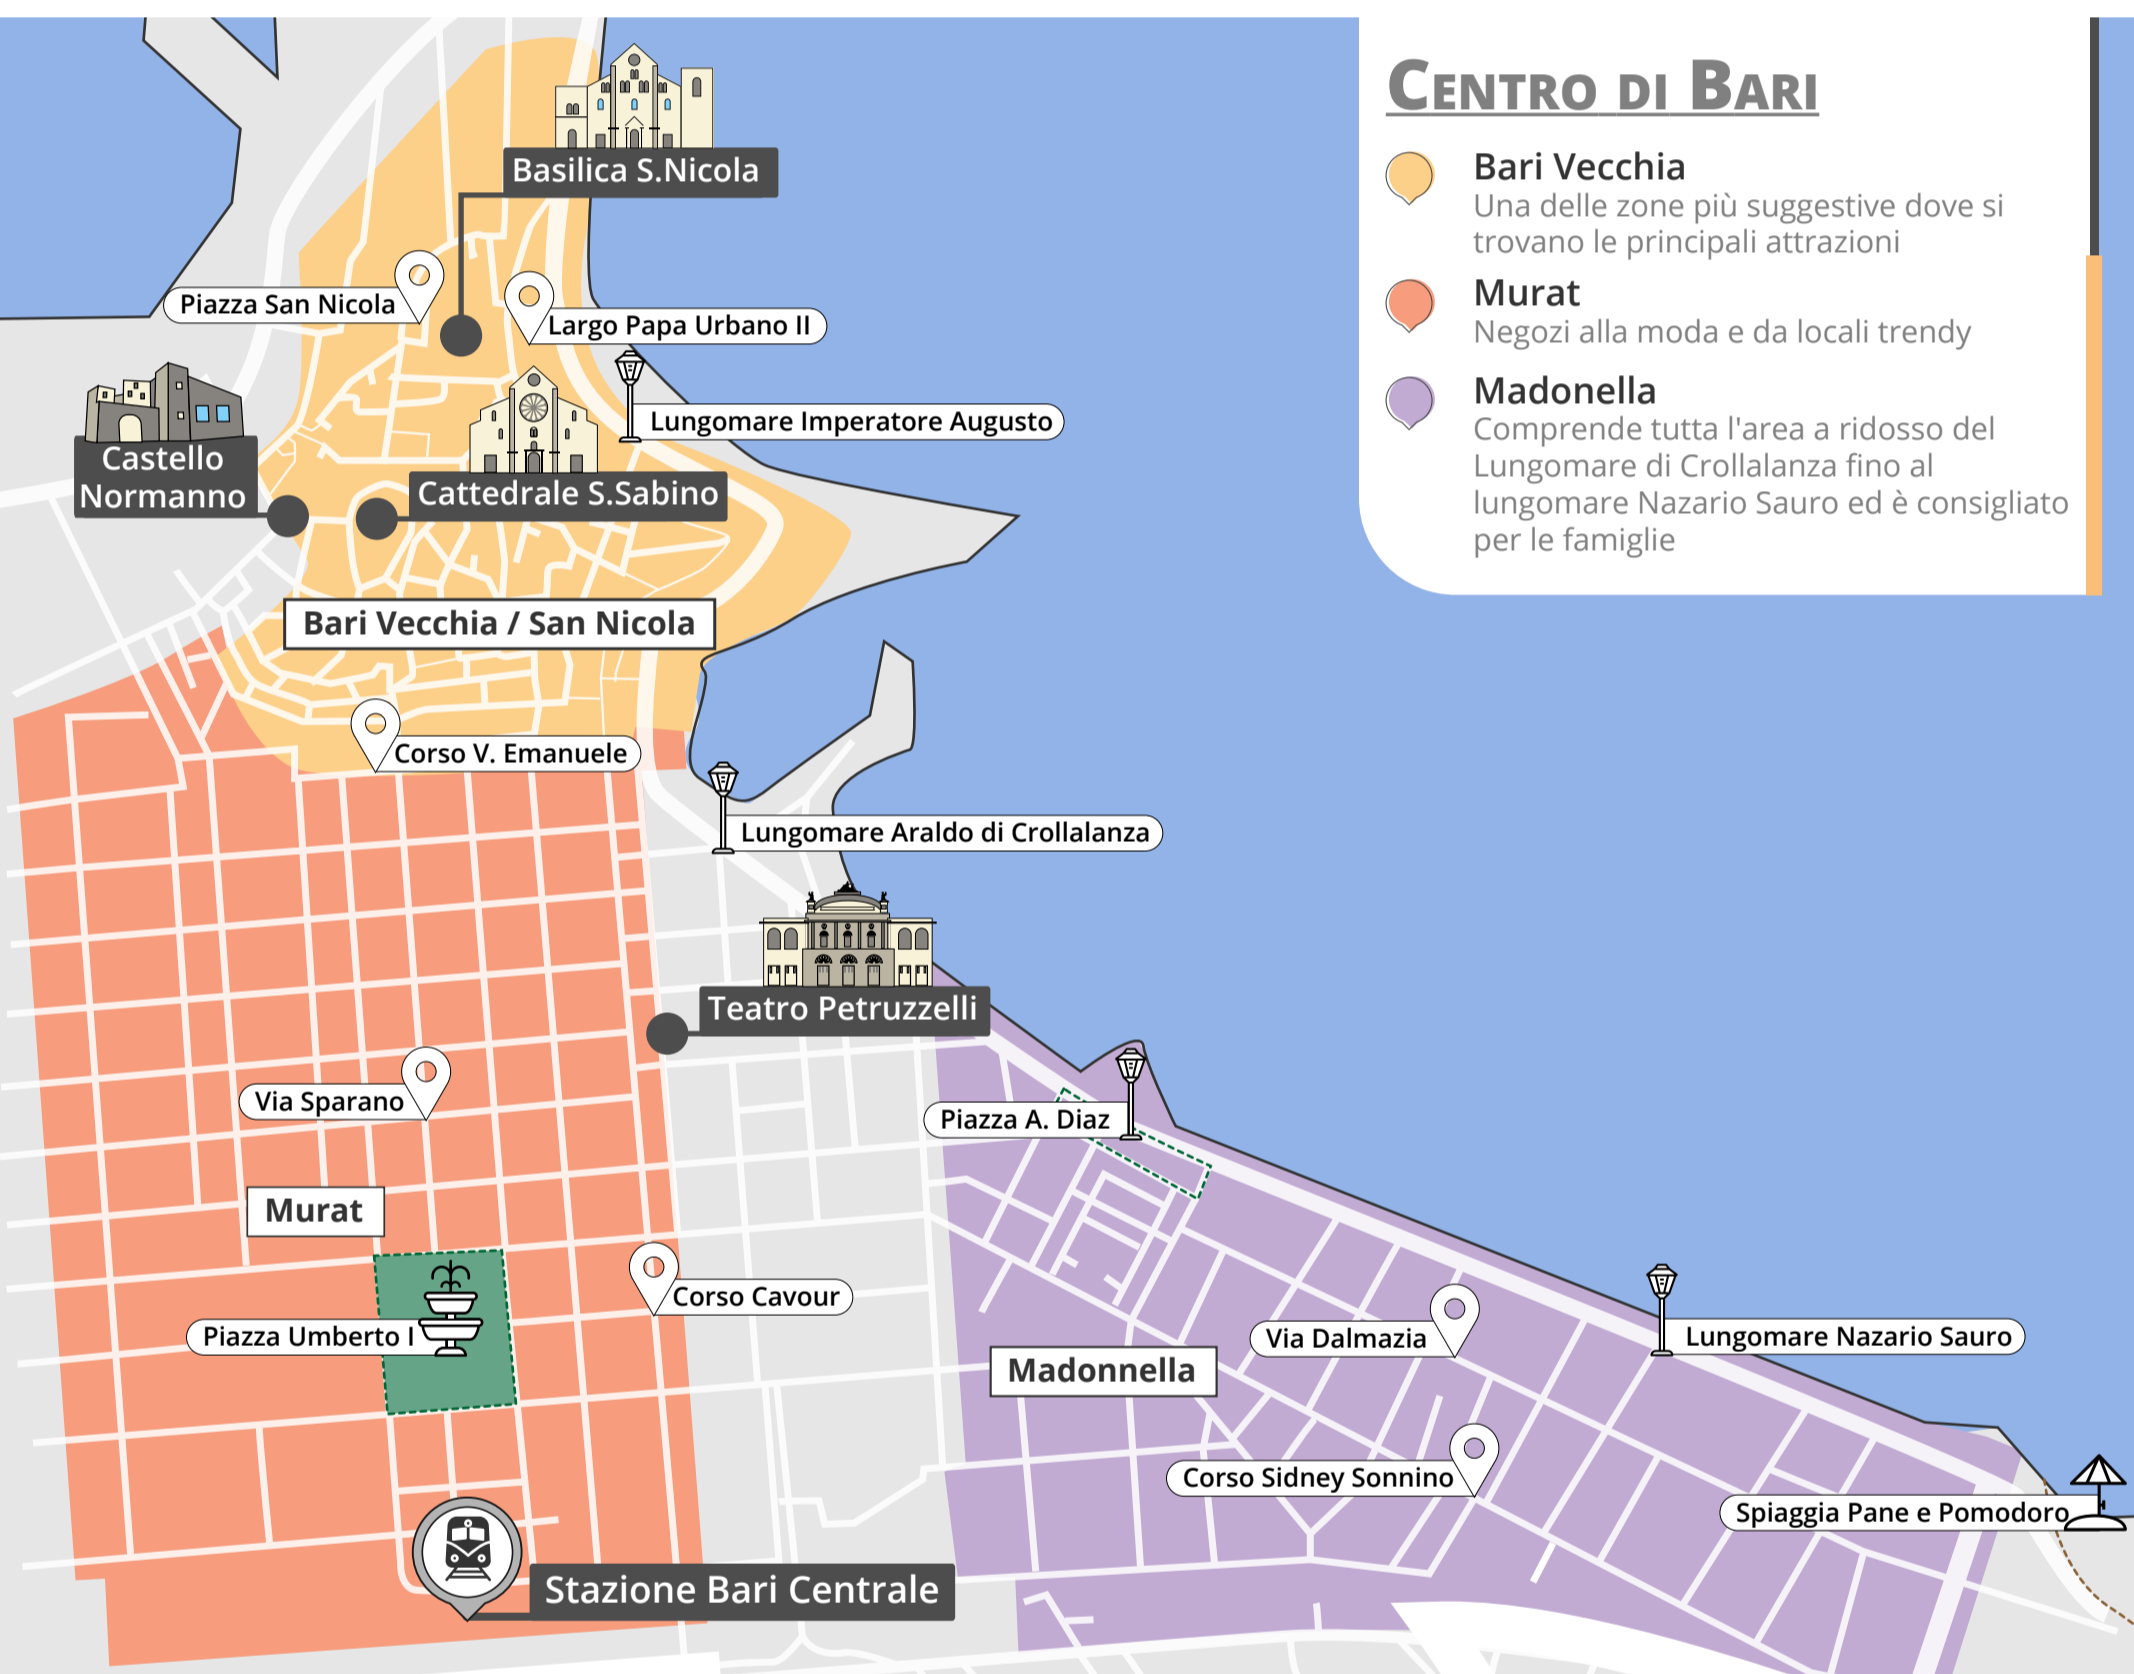 CENTRO DI BARI
Bari Vecchia
Una delle zone più suggestive dove si
trovano le principali attrazioni
Murat
Negozi alla moda e da locali trendy
Madonella
Comprende tutta l'area a ridosso del
Lungomare di Crollalanza fino al
lungomare Nazario Sauro ed è consigliato
per le famiglie
Basilica S.Nicola
Piazza San Nicola
Largo Papa Urbano II
Lungomare Imperatore Augusto
Castello
Normanno
Cattedrale S.Sabino
Bari Vecchia / San Nicola
Corso V. Emanuele
Lungomare Araldo di Crollalanza
Teatro Petruzzelli
Via Sparano
Piazza A. Diaz
Murat
Corso Cavour
Piazza Umberto I
Via Dalmazia
Lungomare Nazario Sauro
Madonnella
Corso Sidney Sonnino
Spiaggia Pane e Pomodoro
Stazione Bari Centrale